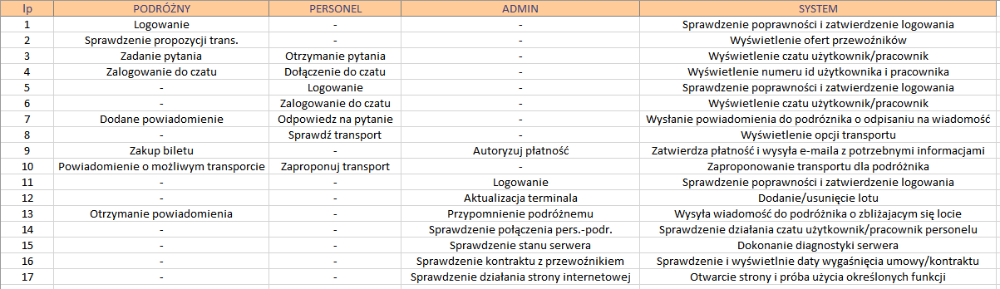 lp PODRÓŻNY PERSONEL ADMIN SYSTEM
1 Logowanie - - Sprawdzenie poprawności i zatwierdzenie logowania
2 Sprawdzenie propozycji trans. - - Wyświetlenie ofert przewoźników
3 Zadanie pytania Otrzymanie pytania - Wyświetlenie czatu użytkownik/pracownik
4 Zalogowanie do czatu Dołączenie do czatu - Wyświetlenie numeru id użytkownika i pracownika
5 - Logowanie - Sprawdzenie poprawności i zatwierdzenie logowania
6 - Zalogowanie do czatu - Wyświetlenie czatu użytkownik/pracownik
7 Dodane powiadomienie Odpowiedz na pytanie - Wysłanie powiadomienia do podróznika o odpisaniu na wiadomość
8 - Sprawdź transport - Wyświetlenie opcji transportu
9 Zakup biletu - Autoryzuj płatność Zatwierdza płatność i wysyła e-maila z potrzebnymi informacjami
10 Powiadomienie o możliwym transporcie Zaproponuj transport - Zaproponowanie transportu dla podróżnika
11 - - Logowanie Sprawdzenie poprawności i zatwierdzenie logowania
12 - - Aktualizacja terminala Dodanie/usunięcie lotu
13 Otrzymanie powiadomienia - Przypomnienie podróżnemu Wysyła wiadomość do podróżnika o zbliżajacym się locie
14 - - Sprawdzenie połączenia pers.-podr. Sprawdzenie działania czatu użytkownik/pracownik personelu
15 - - Sprawdzenie stanu serwera Dokonanie diagnostyki serwera
16 - - Sprawdzenie kontraktu z przewoźnikiem Sprawdzenie i wyświetlnie daty wygaśnięcia umowy/kontraktu
17 - - Sprawdzenie działania strony internetowej Otwarcie strony i próba użycia określonych funkcji